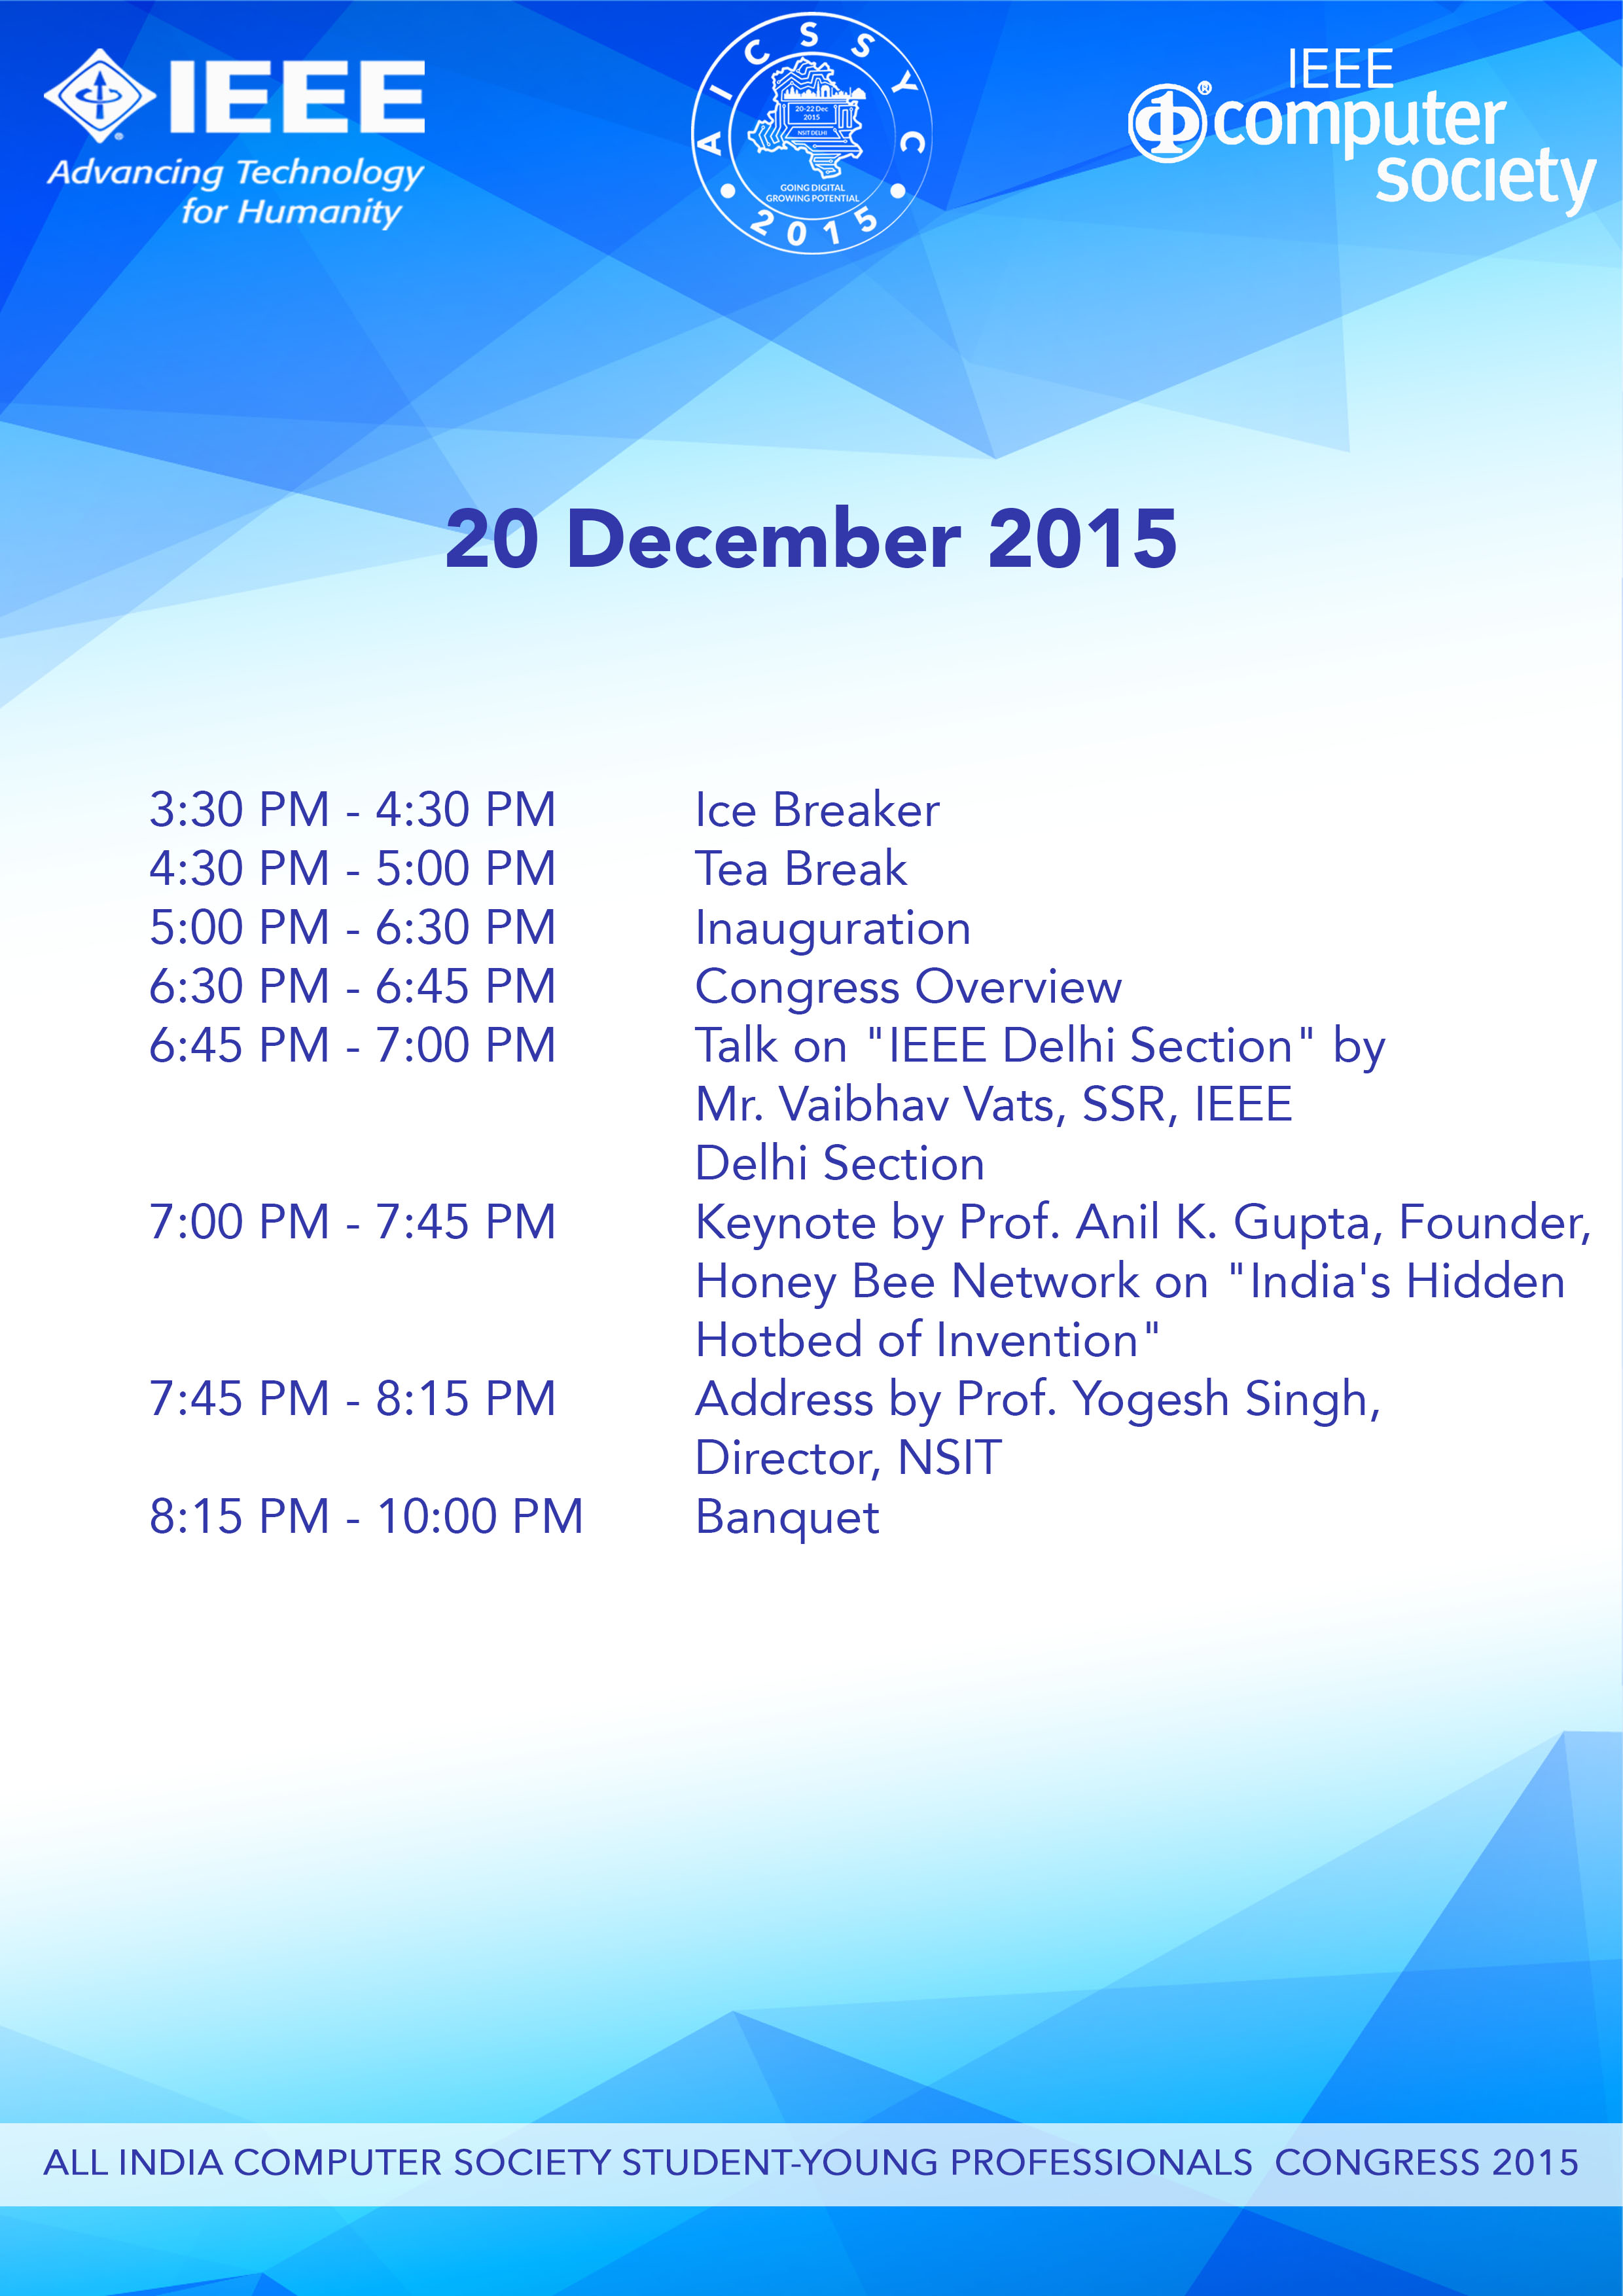 IEEE
Advancing Technology
for Humanity
AICSSYC
20-22 Dec
2015
NSIT DELHI
GOING DIGITAL
GROWING POTENTIAL
2015
IEEE
computer
society
®
20 December 2015
3:30 PM - 4:30 PM Ice Breaker
4:30 PM - 5:00 PM Tea Break
5:00 PM - 6:30 PM Inauguration
6:30 PM - 6:45 PM Congress Overview
6:45 PM - 7:00 PM Talk on "IEEE Delhi Section" by
Mr. Vaibhav Vats, SSR, IEEE
Delhi Section
7:00 PM - 7:45 PM Keynote by Prof. Anil K. Gupta, Founder,
Honey Bee Network on "India's Hidden
Hotbed of Invention"
7:45 PM - 8:15 PM Address by Prof. Yogesh Singh,
Director, NSIT
8:15 PM - 10:00 PM Banquet
ALL INDIA COMPUTER SOCIETY STUDENT-YOUNG PROFESSIONALS CONGRESS 2015